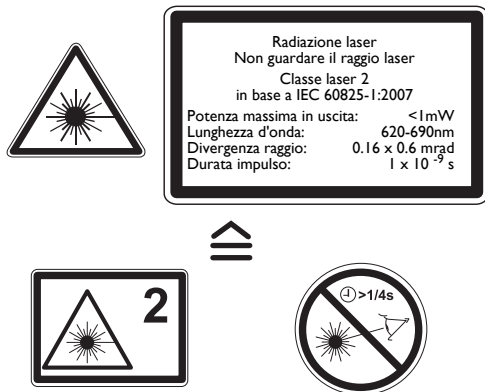 Radiazione laser
Non guardare il raggio laser
Classe laser 2
in base a IEC 60825-1:2007
Potenza massima in uscita: <1mW
Lunghezza d'onda: 620-690nm
Divergenza raggio: 0.16 x 0.6 mrad
Durata impulso: 1 x 10 -9 s
2
>1/4s